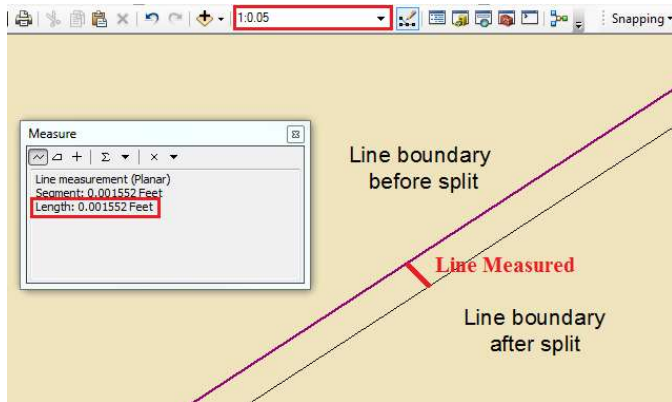 1:0.05
Snapping
Measure
Line measurement (Planar)
Segment: 0.001552 Feet
Length: 0.001552 Feet
Line boundary
before split
Line Measured
Line boundary
after split